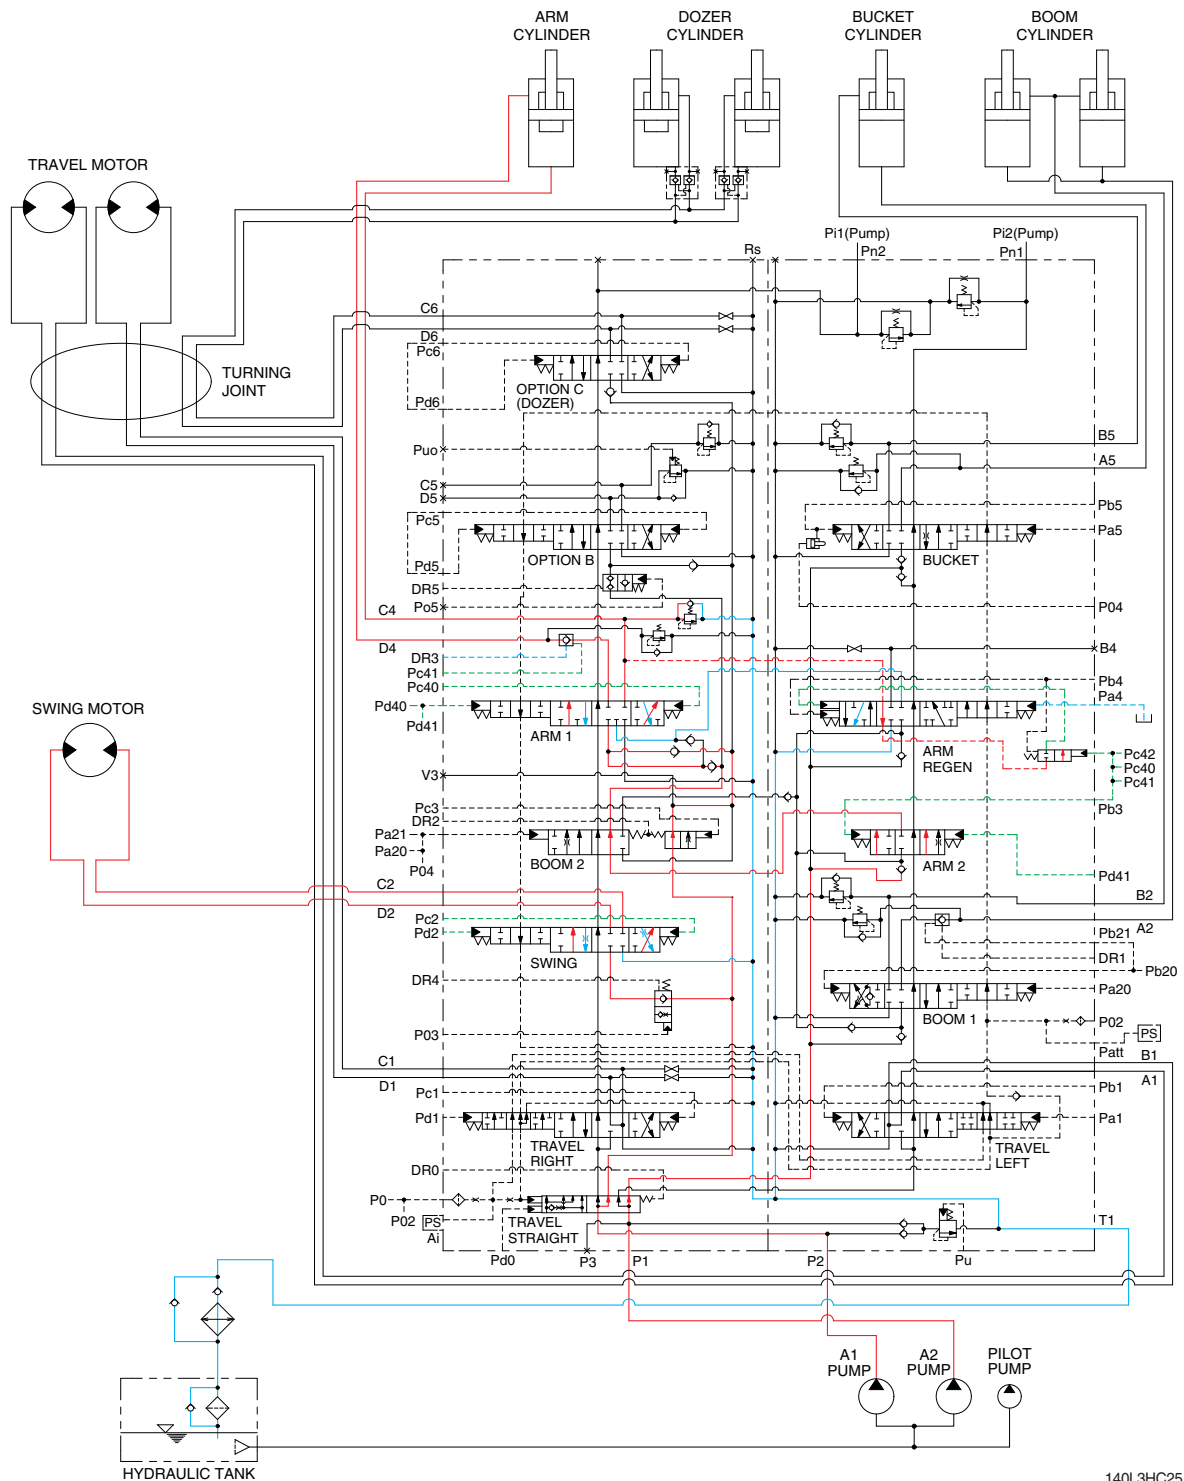 ARM
CYLINDER
DOZER
CYLINDER
BUCKET
CYLINDER
BOOM
CYLINDER
TRAVEL MOTOR
TURNING
JOINT
SWING MOTOR
Rs
Pi1(Pump)
Pn2
Pi2(Pump)
Pn1
C6
D6
Pc6
Pd6
OPTION C
(DOZER)
Puo
C5
D5
Pc5
Pd5
OPTION B
DR5
Po5
C4
D4
DR3
Pc41
Pc40
Pd40
Pd41
ARM 1
V3
Pc3
DR2
Pa21
Pa20
P04
BOOM 2
C2
D2
Pc2
Pd2
SWING
DR4
P03
C1
D1
Pc1
Pd1
TRAVEL
RIGHT
DR0
P0
P02
PS
Ai
TRAVEL
STRAIGHT
Pd0
P3
P1
P2
Pu
B5
A5
Pb5
Pa5
BUCKET
P04
B4
Pb4
Pa4
ARM
REGEN
Pc42
Pc40
Pc41
Pb3
ARM 2
Pd41
B2
A2
Pb21
DR1
Pb20
Pa20
BOOM 1
P02
PS
Patt
B1
A1
Pb1
Pa1
TRAVEL
LEFT
T1
A1
PUMP
A2
PUMP
PILOT
PUMP
HYDRAULIC TANK
140L3HC25